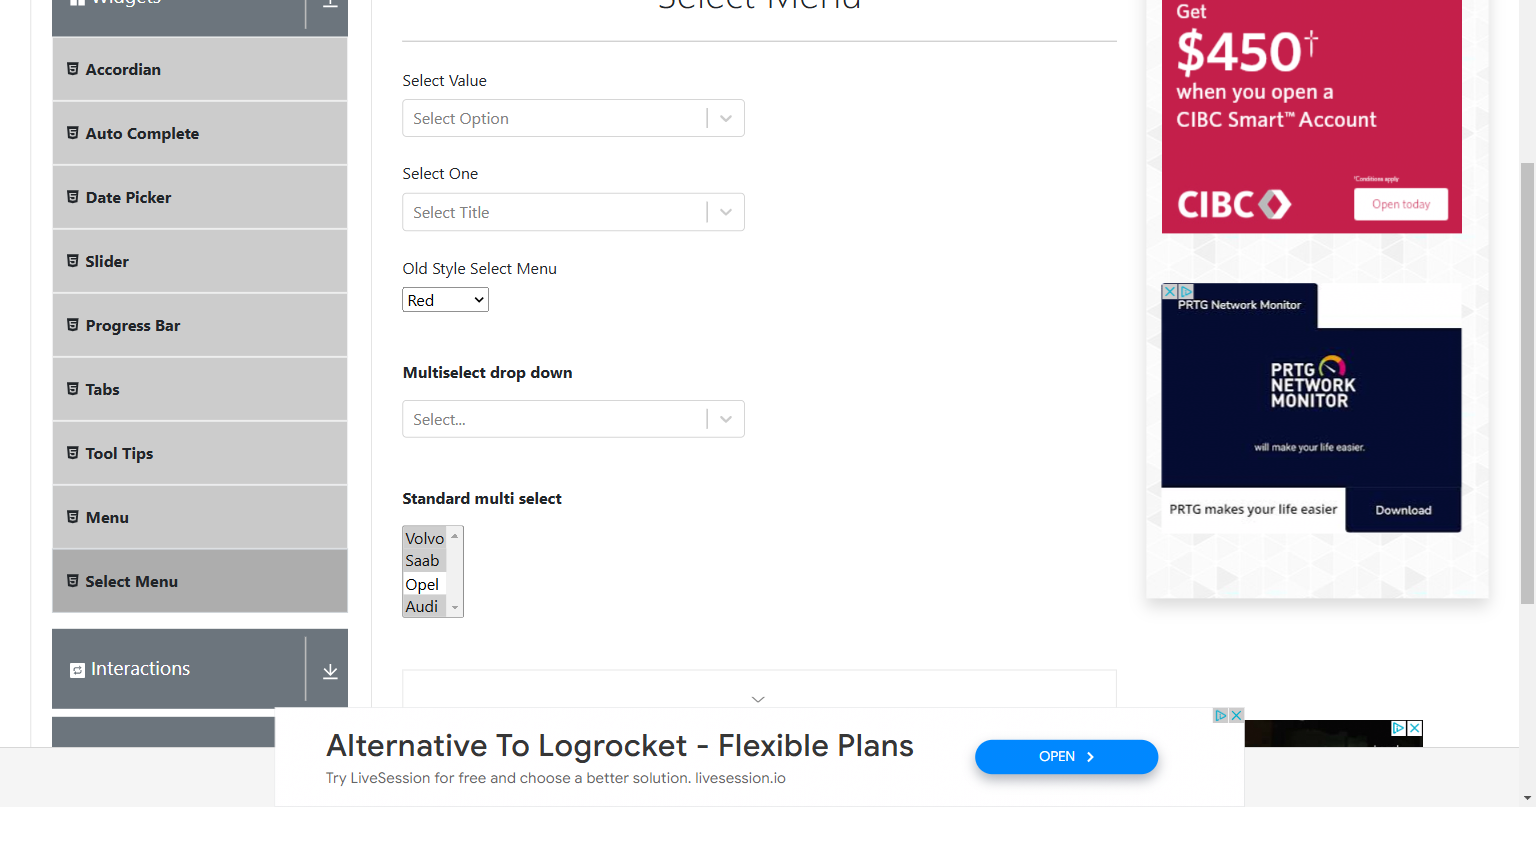 Widgets
Accordian
Auto Complete
Date Picker
Slider
Progress Bar
Tabs
Tool Tips
Menu
Select Menu
Interactions
Select Menu
Select Value
Select Option
Select One
Select Title
Old Style Select Menu
Red
Multiselect drop down
Select...
Standard multi select
Volvo
Saab
Opel
Audi
Get
$450†
when you open a
CIBC Smart™ Account
*Conditions apply
CIBC
Open today
PRTG Network Monitor
PRTG
NETWORK
MONITOR
will make your life easier.
PRTG makes your life easier
Download
Alternative To Logrocket - Flexible Plans
Try LiveSession for free and choose a better solution. livesession.io
OPEN